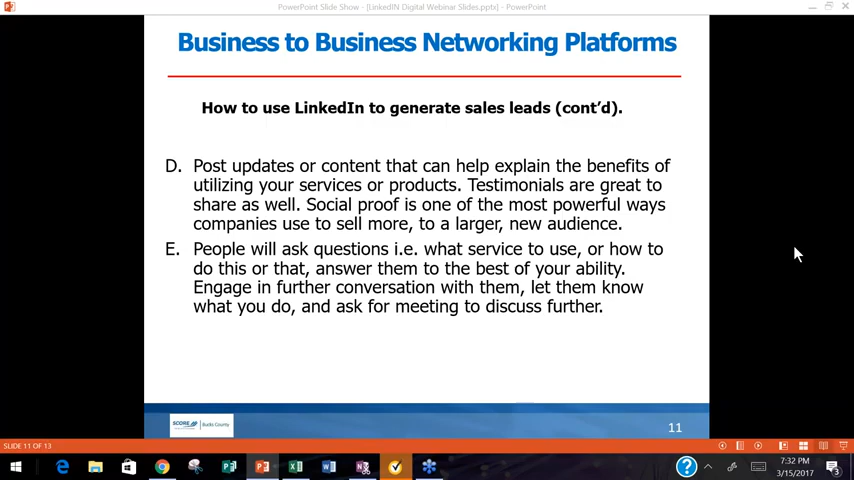 PowerPoint Slide Show - [LinkedIN Digital Webinar Slides.pptx] - PowerPoint
Business to Business Networking Platforms
How to use LinkedIn to generate sales leads (cont’d).
D. Post updates or content that can help explain the benefits of
utilizing your services or products. Testimonials are great to
share as well. Social proof is one of the most powerful ways
companies use to sell more, to a larger, new audience.
E. People will ask questions i.e. what service to use, or how to
do this or that, answer them to the best of your ability.
Engage in further conversation with them, let them know
what you do, and ask for meeting to discuss further.
SCORE
Bucks County
11
SLIDE 11 OF 13
7:32 PM
3/15/2017
3